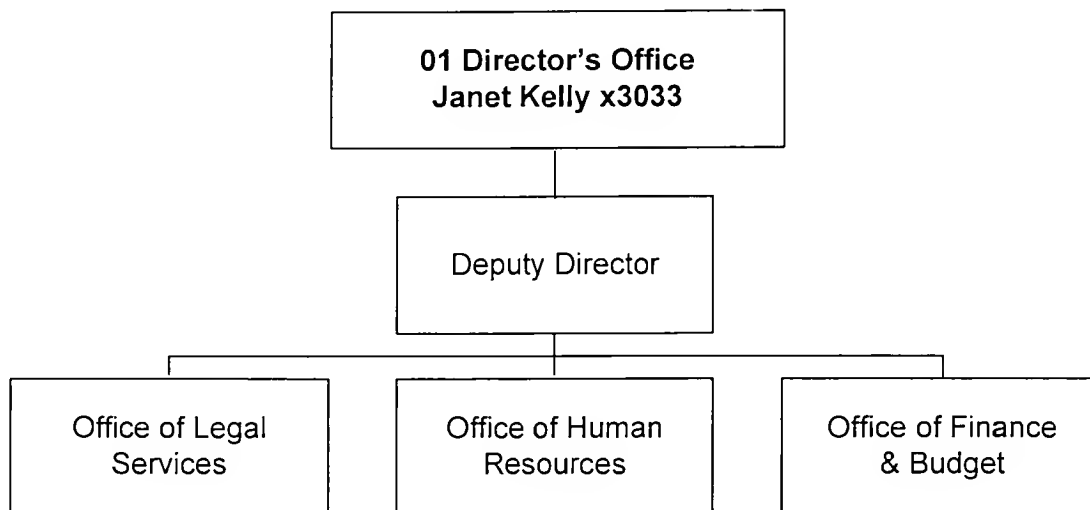 01 Director's Office
Janet Kelly x3033
Deputy Director
Office of Legal
Services
Office of Human
Resources
Office of Finance
& Budget